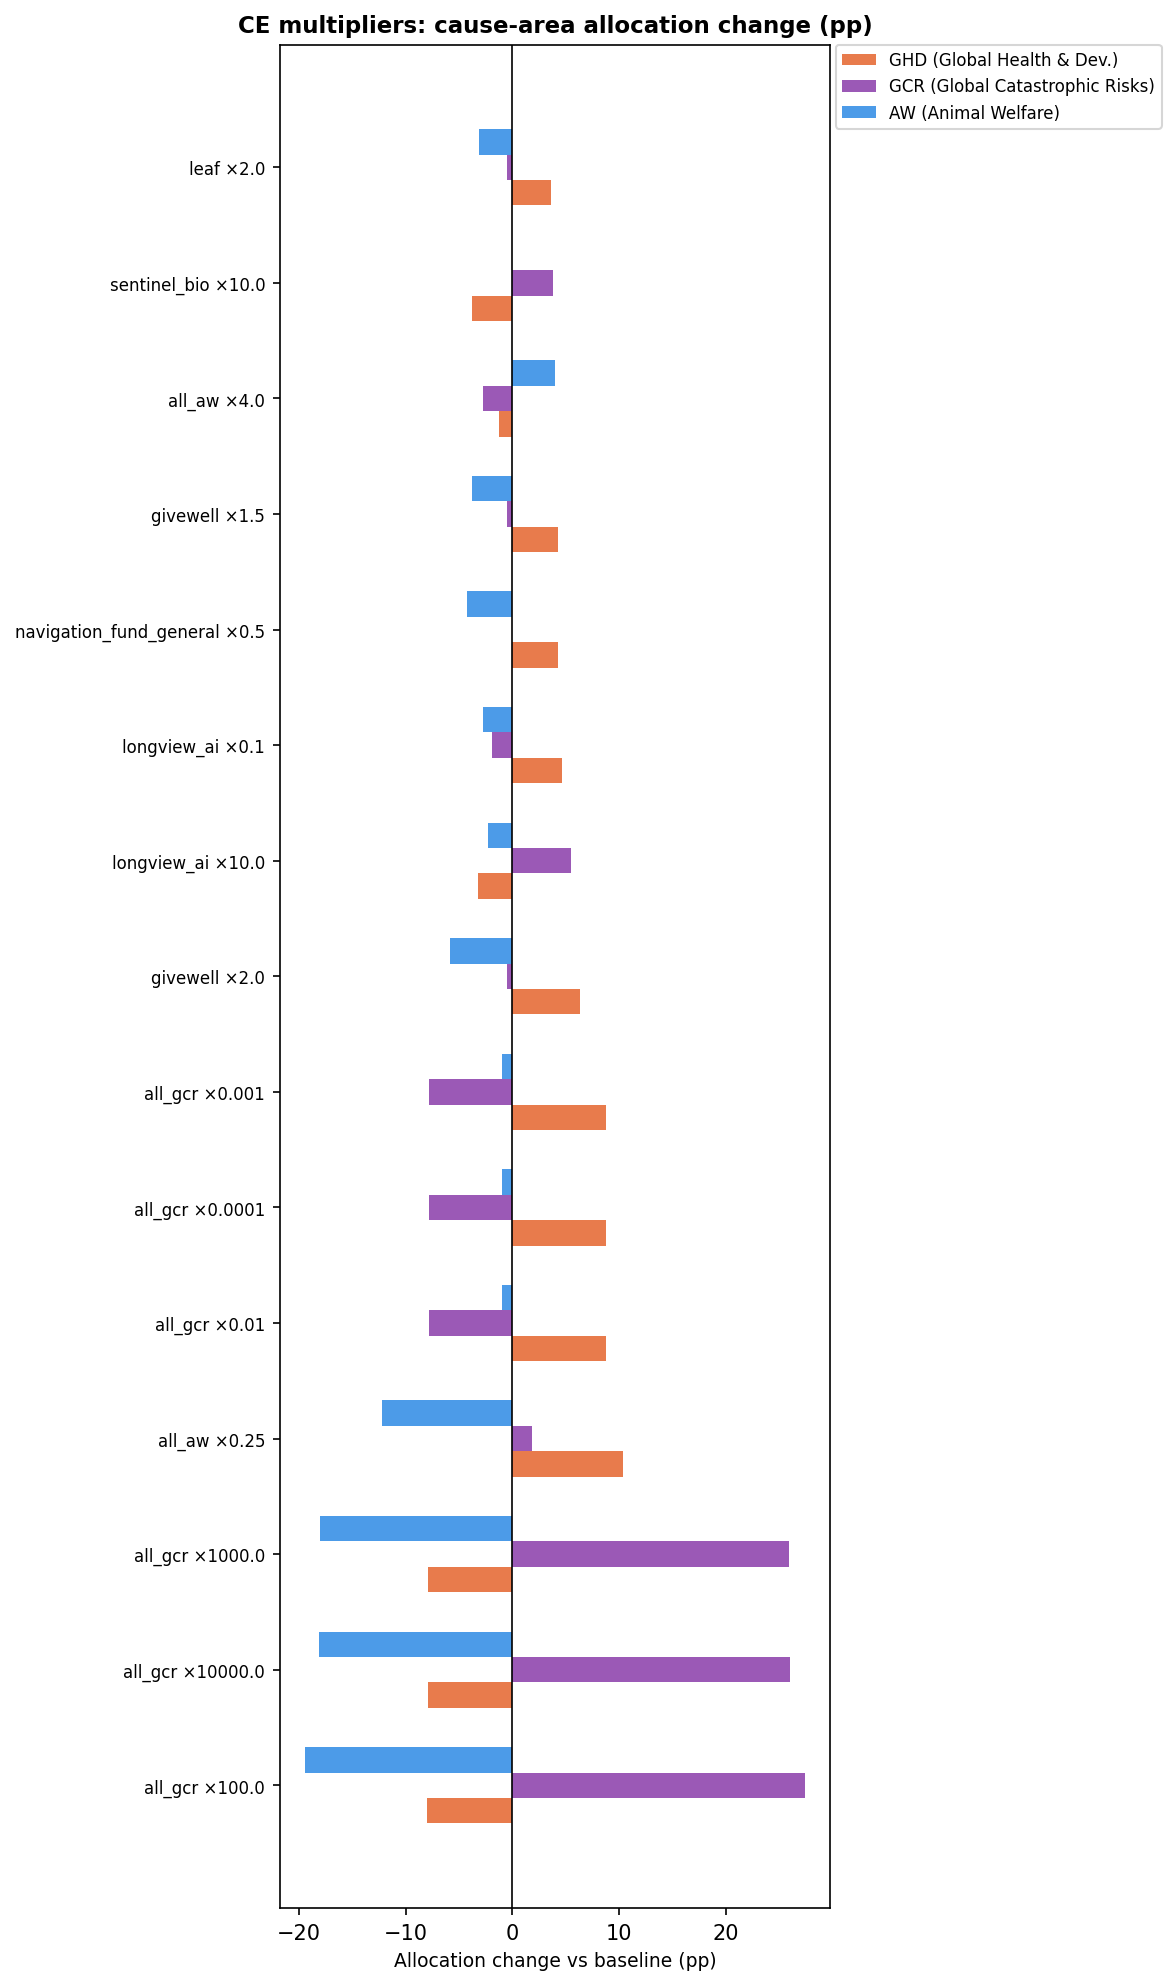 CE multipliers: cause-area allocation change (pp)
GHD (Global Health & Dev.)
GCR (Global Catastrophic Risks)
AW (Animal Welfare)
leaf ×2.0
sentinel_bio ×10.0
all_aw ×4.0
givewell ×1.5
navigation_fund_general ×0.5
longview_ai ×0.1
longview_ai ×10.0
givewell ×2.0
all_gcr ×0.001
all_gcr ×0.0001
all_gcr ×0.01
all_aw ×0.25
all_gcr ×1000.0
all_gcr ×10000.0
all_gcr ×100.0
−20 −10 0 10 20
Allocation change vs baseline (pp)